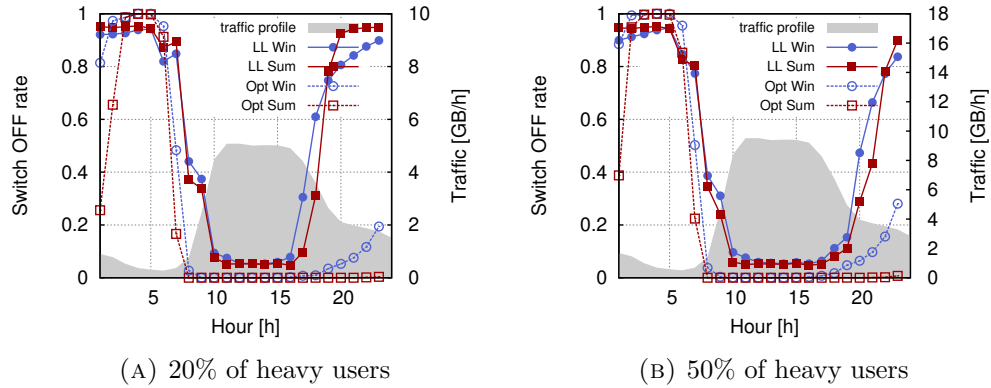 traffic profile
LL Win
LL Sum
Opt Win
Opt Sum
Switch OFF rate
0
0.2
0.4
0.6
0.8
1
5
10
15
20
Hour [h]
0
2
4
6
8
10
Traffic [GB/h]
(A) 20% of heavy users
traffic profile
LL Win
LL Sum
Opt Win
Opt Sum
Switch OFF rate
0
0.2
0.4
0.6
0.8
1
5
10
15
20
Hour [h]
0
2
4
6
8
10
12
14
16
18
Traffic [GB/h]
(B) 50% of heavy users